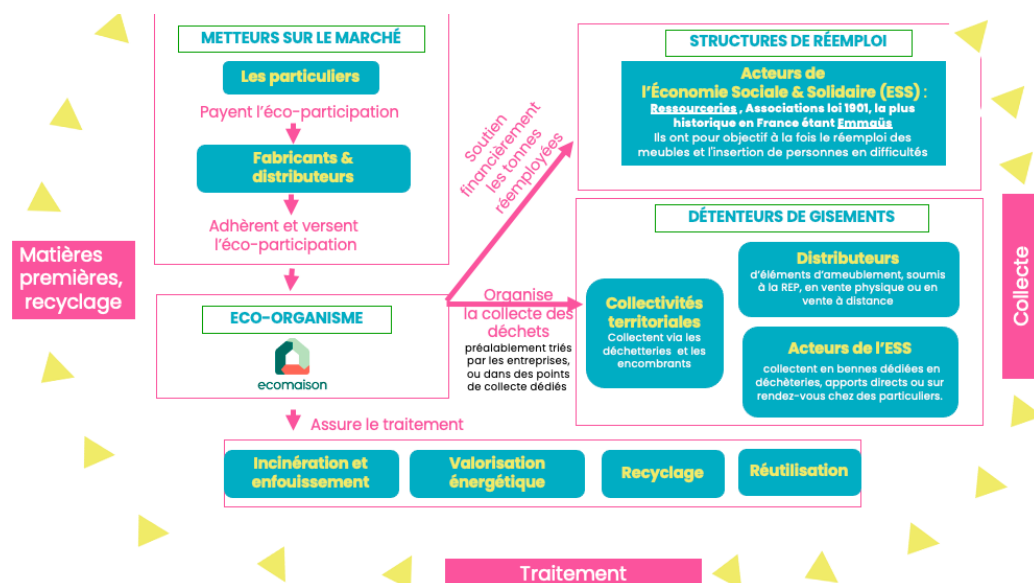 METTEURS SUR LE MARCHÉ
Les particuliers
Payent l'éco-participation
Fabricants &
distributeurs
Adhèrent et versent
l'éco-participation
ECO-ORGANISME
ecomaison
Soutien
financièrement
les tonnes
réemployées
STRUCTURES DE RÉEMPLOI
Acteurs de
l'Économie Sociale & Solidaire (ESS) :
Ressourceries , Associations loi 1901, la plus
historique en France étant Emmaüs
Ils ont pour objectif à la fois le réemploi des
meubles et l'insertion de personnes en difficultés
Organise
la collecte des
déchets
préalablement triés
par les entreprises,
ou dans des points
de collecte dédiés
DÉTENTEURS DE GISEMENTS
Collectivités
territoriales
Collectent via les
déchetteries et les
encombrants
Distributeurs
d'éléments d'ameublement, soumis
à la REP, en vente physique ou en
vente à distance
Acteurs de l'ESS
collectent en bennes dédiées en
déchèteries, apports directs ou sur
rendez-vous chez des particuliers.
Assure le traitement
Incinération et
enfouissement
Valorisation
énergétique
Recyclage
Réutilisation
Matières
premières,
recyclage
Collecte
Traitement